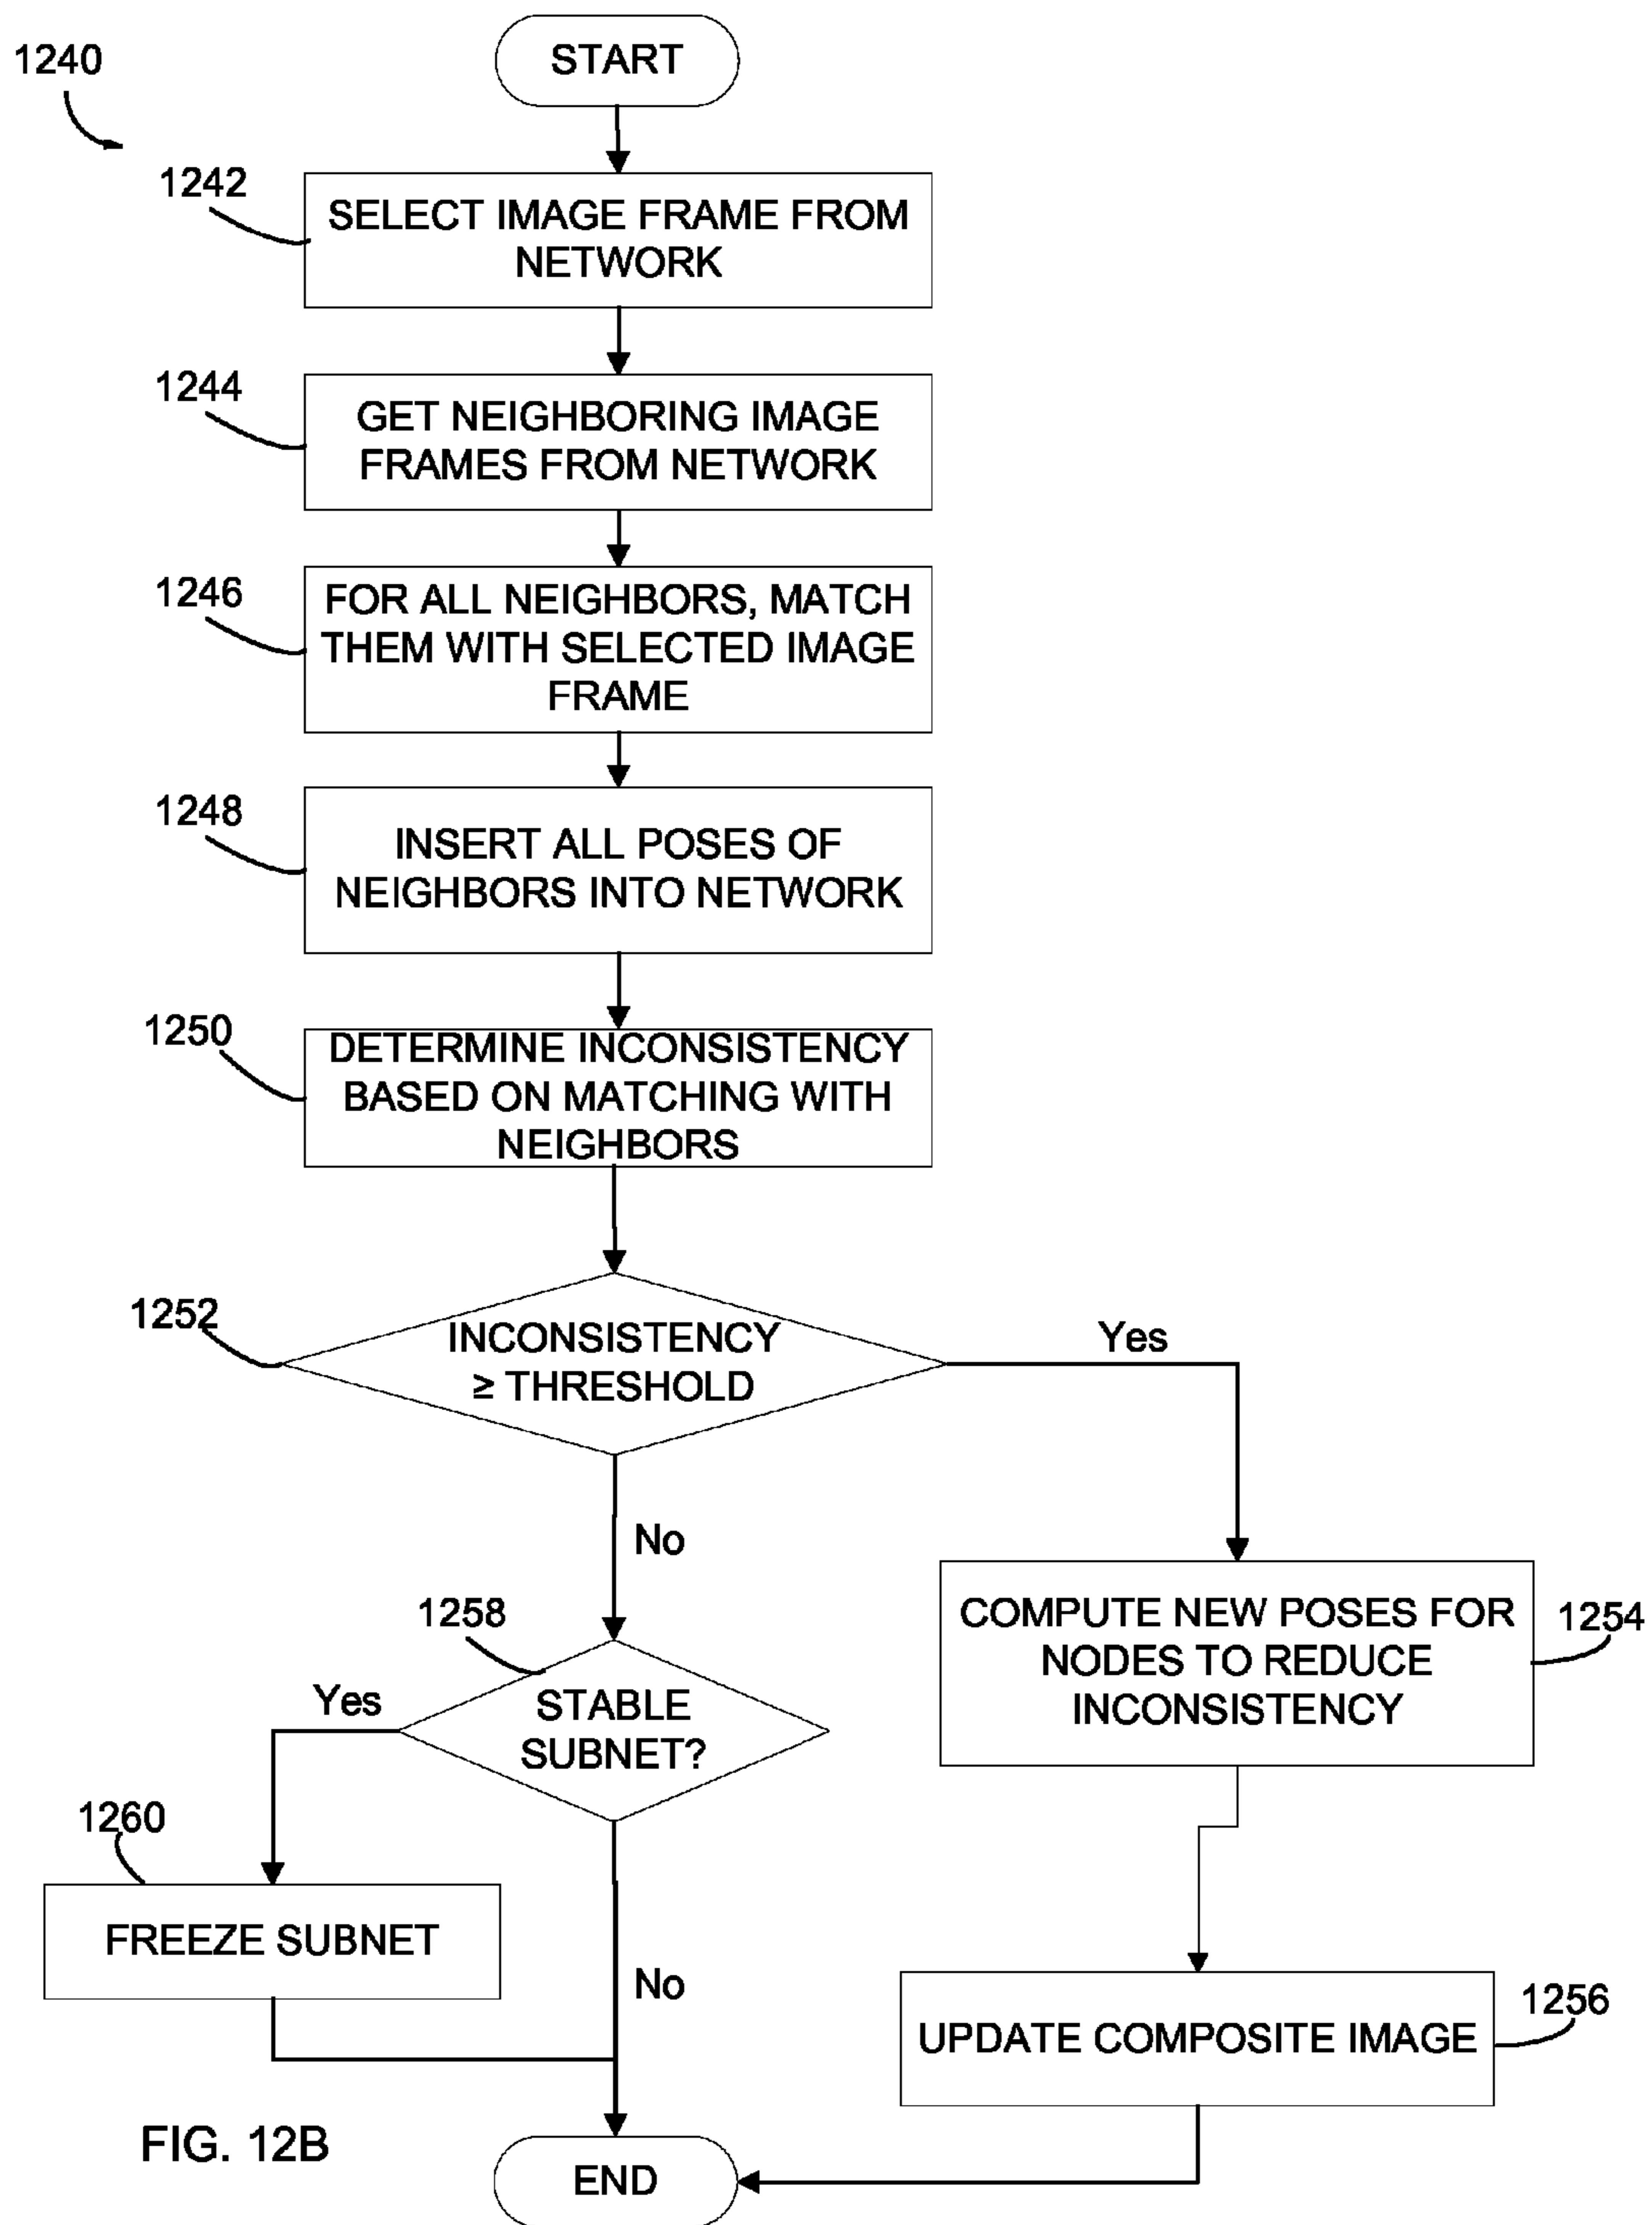 1240
START
1242
SELECT IMAGE FRAME FROM
NETWORK
1244
GET NEIGHBORING IMAGE
FRAMES FROM NETWORK
1246
FOR ALL NEIGHBORS, MATCH
THEM WITH SELECTED IMAGE
FRAME
1248
INSERT ALL POSES OF
NEIGHBORS INTO NETWORK
1250
DETERMINE INCONSISTENCY
BASED ON MATCHING WITH
NEIGHBORS
1252
INCONSISTENCY
≥ THRESHOLD
Yes
No
1254
COMPUTE NEW POSES FOR
NODES TO REDUCE
INCONSISTENCY
1258
STABLE
SUBNET?
Yes
1260
FREEZE SUBNET
No
1256
UPDATE COMPOSITE IMAGE
FIG. 12B
END